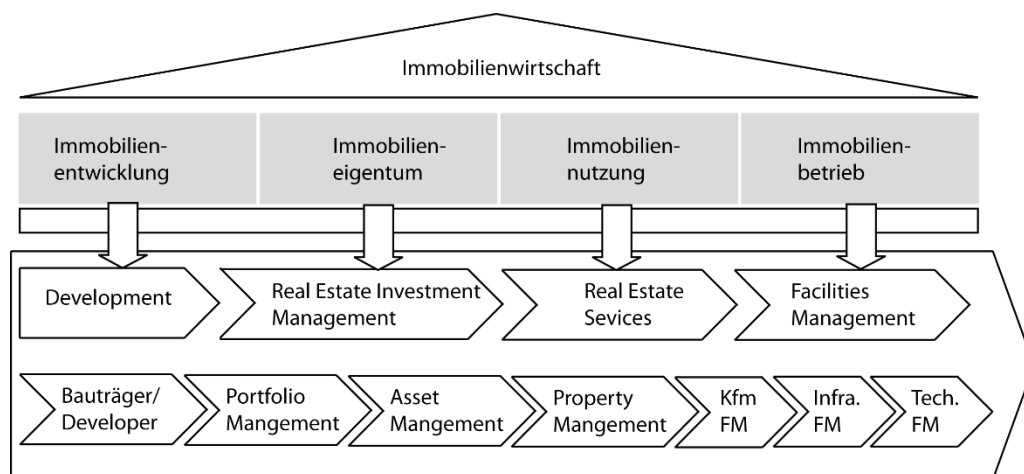 Immobilienwirtschaft
Immobilien-
entwicklung
Immobilien-
eigentum
Immobilien-
nutzung
Immobilien-
betrieb
Development
Real Estate Investment
Management
Real Estate
Sevices
Facilities
Management
Bauträger/
Developer
Portfolio
Mangement
Asset
Mangement
Property
Mangement
Kfm
FM
Infra.
FM
Tech.
FM